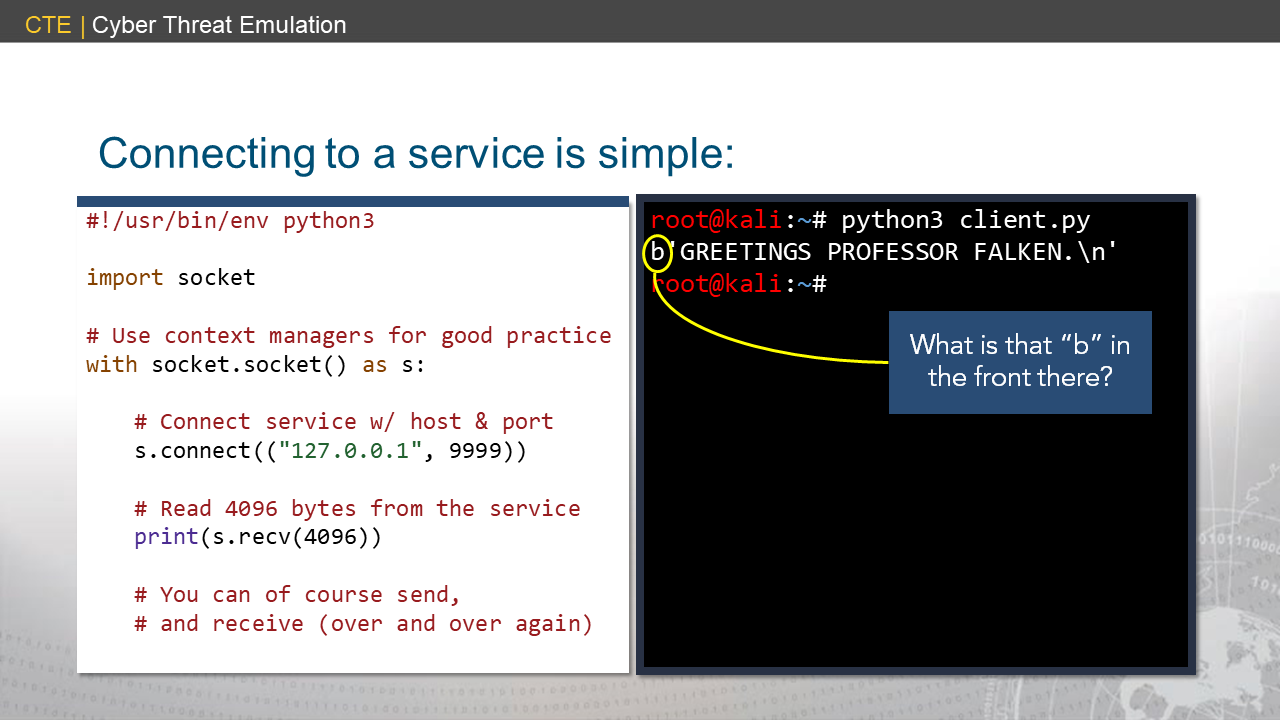 CTE | Cyber Threat Emulation
Connecting to a service is simple:
#!/usr/bin/env python3
import socket
# Use context managers for good practice
with socket.socket() as s:
# Connect service w/ host & port
s.connect(("127.0.0.1", 9999))
# Read 4096 bytes from the service
print(s.recv(4096))
# You can of course send,
# and receive (over and over again)
root@kali:~# python3 client.py
b'GREETINGS PROFESSOR FALKEN.\n'
root@kali:~#
What is that “b” in
the front there?